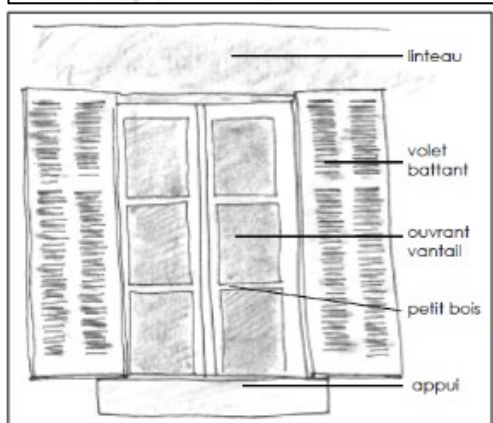 linteau
volet
battant
ouvrant
vantail
petit bois
appui